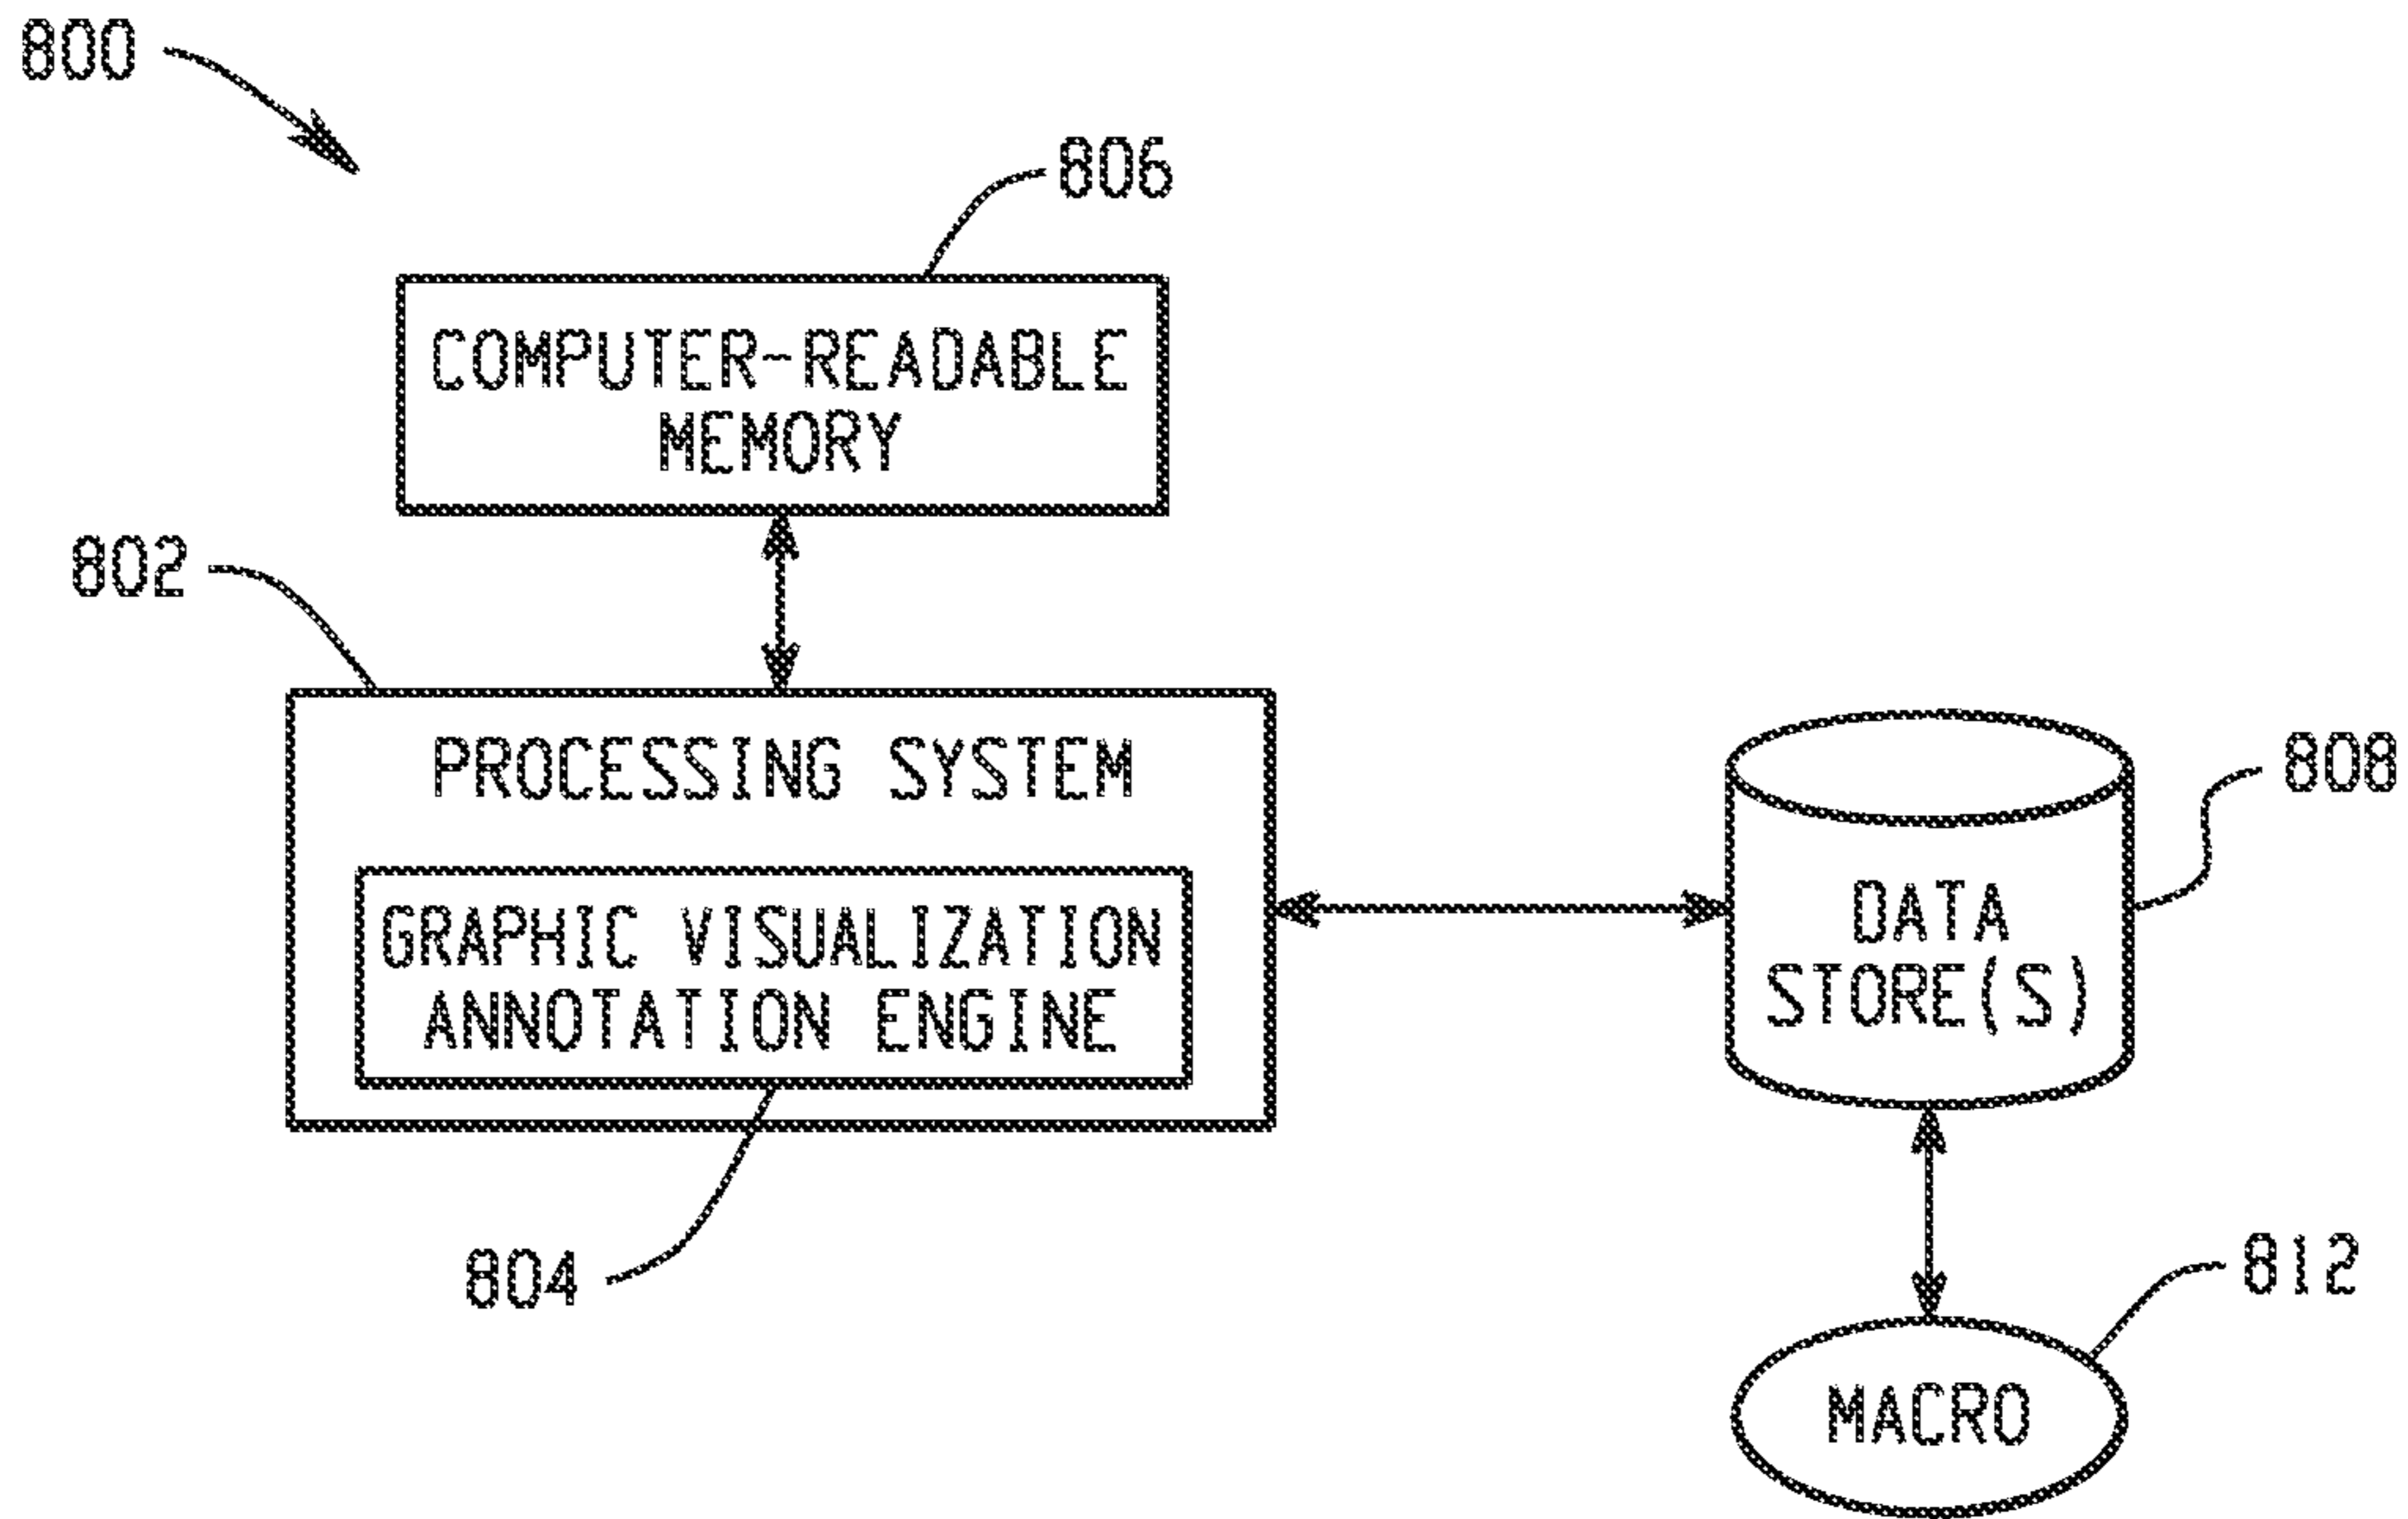 800
806
COMPUTER-READABLE
MEMORY
802
PROCESSING SYSTEM
GRAPHIC VISUALIZATION
ANNOTATION ENGINE
804
808
DATA
STORE(S)
812
MACRO